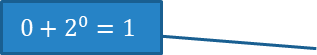 0 + 2⁰ = 1